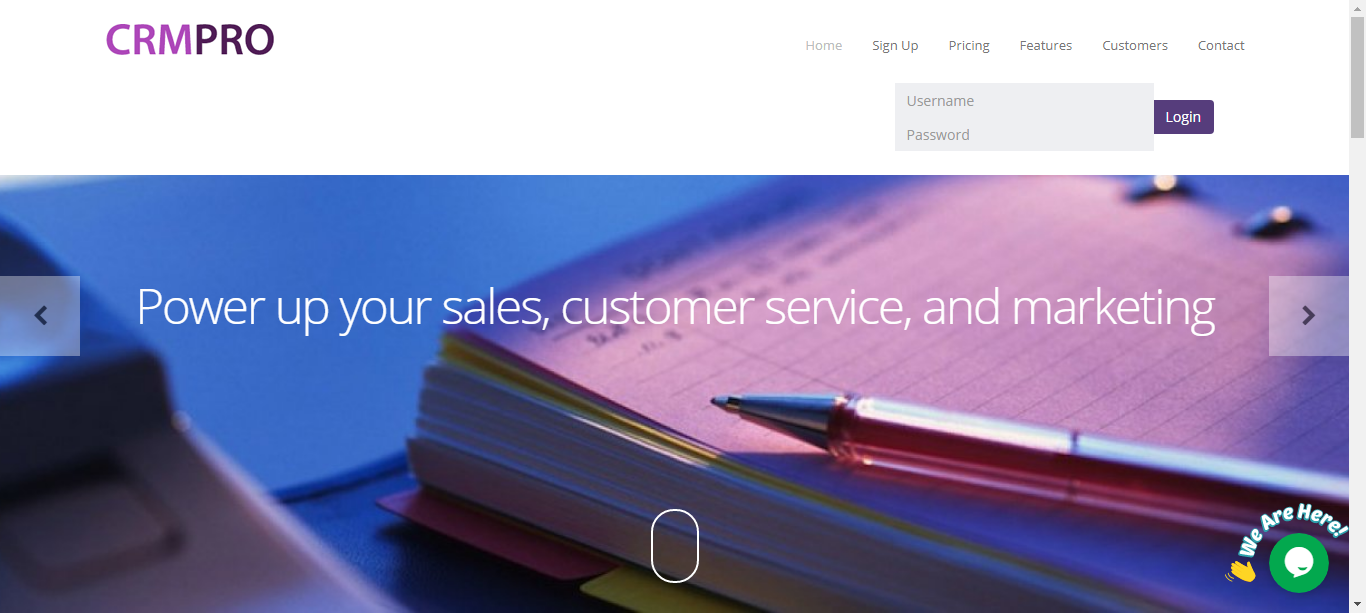 CRMPRO
Home Sign Up Pricing Features Customers Contact
Username
Password
Login
Power up your sales, customer service, and marketing
We Are Here!